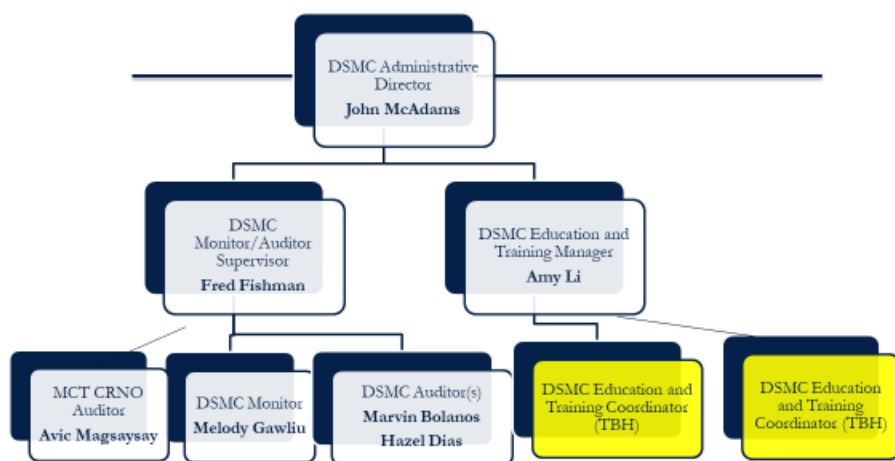 DSMC Administrative
Director
John McAdams
DSMC
Monitor/Auditor
Supervisor
Fred Fishman
DSMC Education and
Training Manager
Amy Li
MCT CRNO
Auditor
Avic Magsaysay
DSMC Monitor
Melody Gawliu
DSMC Auditor(s)
Marvin Bolanos
Hazel Dias
DSMC Education and
Training Coordinator
(TBH)
DSMC Education
and Training
Coordinator (TBH)